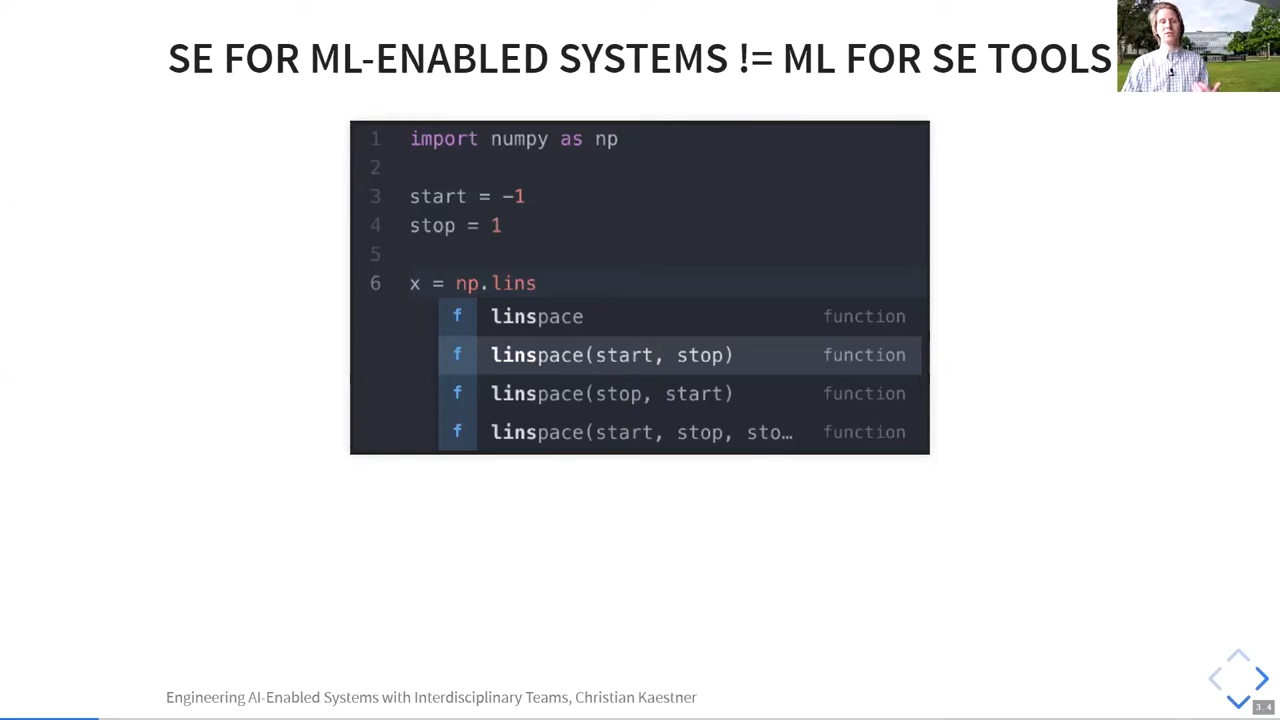 SE FOR ML-ENABLED SYSTEMS != ML FOR SE TOOLS
1 import numpy as np
2
3 start = -1
4 stop = 1
5
6 x = np.lins
f linspace function
f linspace(start, stop) function
f linspace(stop, start) function
f linspace(start, stop, sto… function
Engineering AI-Enabled Systems with Interdisciplinary Teams, Christian Kaestner
3.4